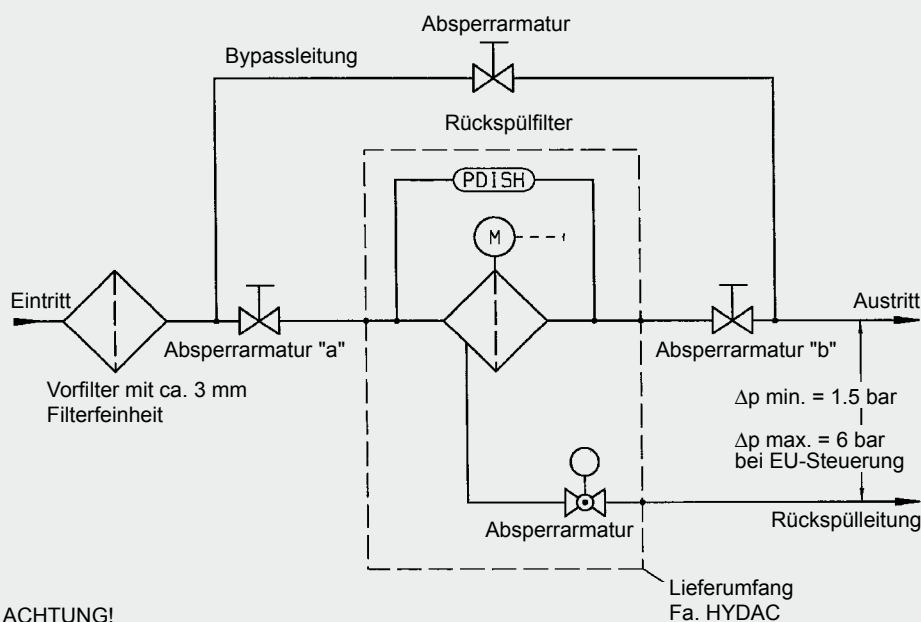 Absperrarmatur
Bypassleitung
Rückspülfilter
PDISH
M
Eintritt
Austritt
Absperrarmatur "a"
Absperrarmatur "b"
Vorfilter mit ca. 3 mm
Filterfeinheit
Δp min. = 1.5 bar
Δp max. = 6 bar
bei EU-Steuerung
Absperrarmatur
Rückspülleitung
Lieferumfang
Fa. HYDAC
ACHTUNG!